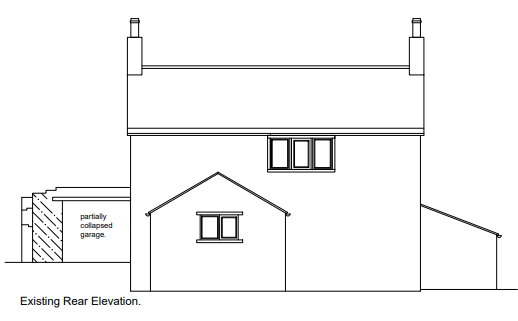 partially
collapsed
garage.
Existing Rear Elevation.